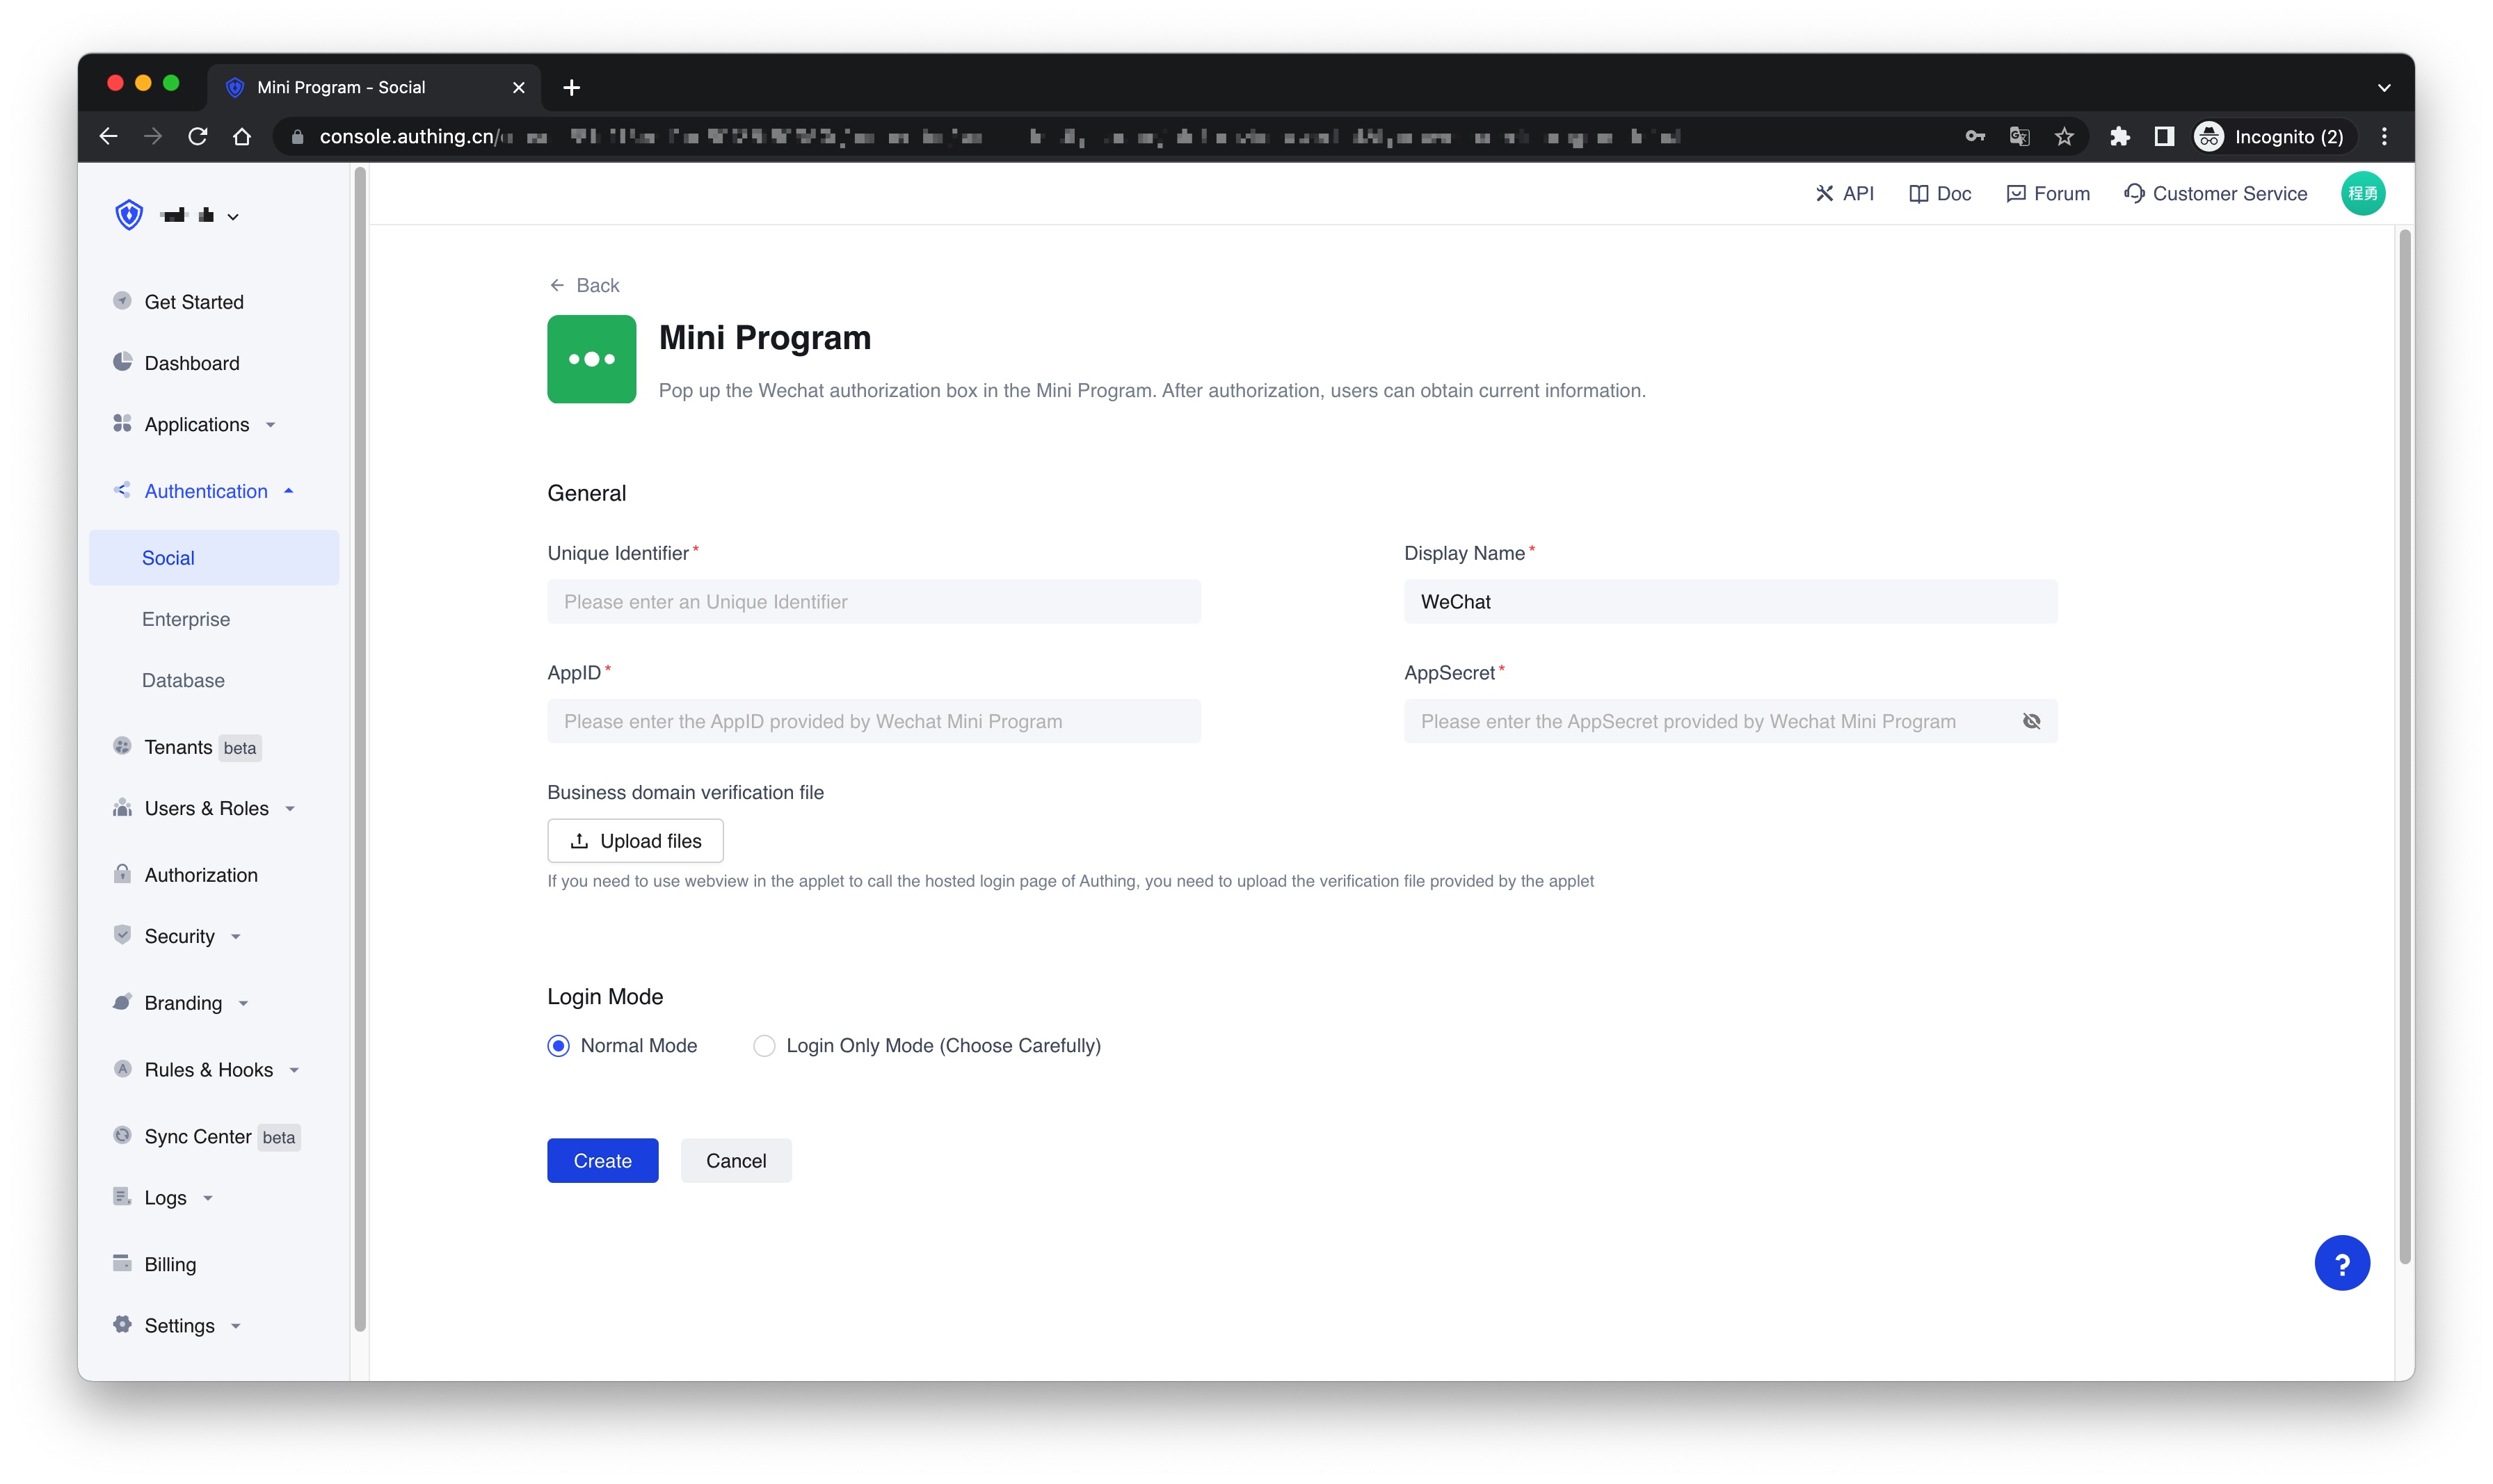 Mini Program - Social
console.authing.cn/
Incognito (2)
API
Doc
Forum
Customer Service
程勇
Get Started
Dashboard
Applications
Authentication
Social
Enterprise
Database
Tenants beta
Users & Roles
Authorization
Security
Branding
Rules & Hooks
Sync Center beta
Logs
Billing
Settings
Back
Mini Program
Pop up the Wechat authorization box in the Mini Program. After authorization, users can obtain current information.
General
Unique Identifier*
Please enter an Unique Identifier
Display Name*
WeChat
AppID*
Please enter the AppID provided by Wechat Mini Program
AppSecret*
Please enter the AppSecret provided by Wechat Mini Program
Business domain verification file
Upload files
If you need to use webview in the applet to call the hosted login page of Authing, you need to upload the verification file provided by the applet
Login Mode
Normal Mode
Login Only Mode (Choose Carefully)
Create
Cancel
?